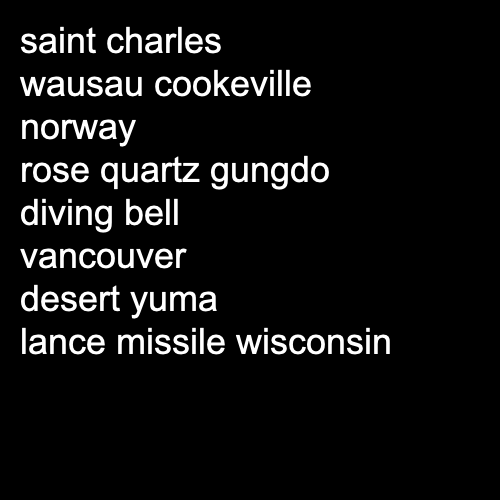 saint charles
wausau cookeville
norway
rose quartz gungdo
diving bell
vancouver
desert yuma
lance missile wisconsin